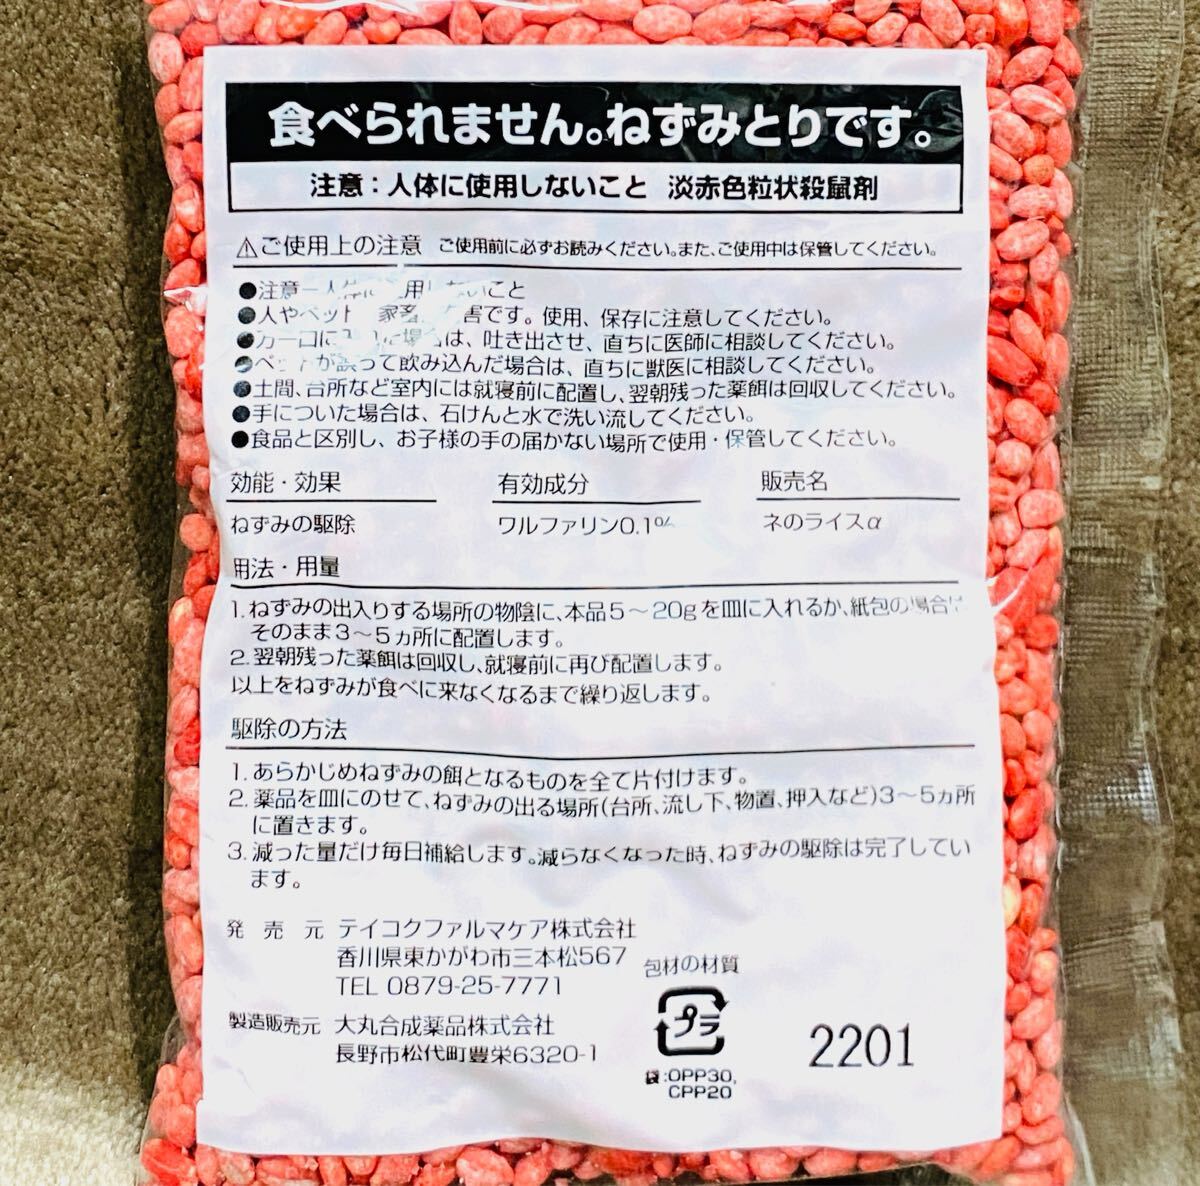 食べられません。ねずみとりです。
注意：人体に使用しないこと 淡赤色粒状殺鼠剤
⚠ご使用上の注意 ご使用前に必ずお読みください。また、ご使用中は保管してください。
●注意－人体に使用しないこと
●人やペット 家畜 害です。使用、保存に注意してください。
●万一口に 場合は、吐き出させ、直ちに医師に相談してください。
●ペットが誤って飲み込んだ場合は、直ちに獣医に相談してください。
●土間、台所など室内には就寝前に配置し、翌朝残った薬餌は回収してください。
●手についた場合は、石けんと水で洗い流してください。
●食品と区別し、お子様の手の届かない場所で使用・保管してください。
効能・効果 有効成分 販売名
ねずみの駆除 ワルファリン0.1% ネのライスα
用法・用量
1. ねずみの出入りする場所の物陰に、本品5～20gを皿に入れるか、紙包の場合は
そのまま3～5ヵ所に配置します。
2. 翌朝残った薬餌は回収し、就寝前に再び配置します。
以上をねずみが食べに来なくなるまで繰り返します。
駆除の方法
1. あらかじめねずみの餌となるものを全て片付けます。
2. 薬品を皿にのせて、ねずみの出る場所(台所、流し下、物置、押入など)3～5ヵ所
に置きます。
3. 減った量だけ毎日補給します。減らなくなった時、ねずみの駆除は完了してい
ます。
発売元 テイコクファルマケア株式会社
香川県東かがわ市三本松567
TEL 0879-25-7771
製造販売元 大丸合成薬品株式会社
長野市松代町豊栄6320-1
包材の材質
プラ
袋:OPP30,
CPP20
2201